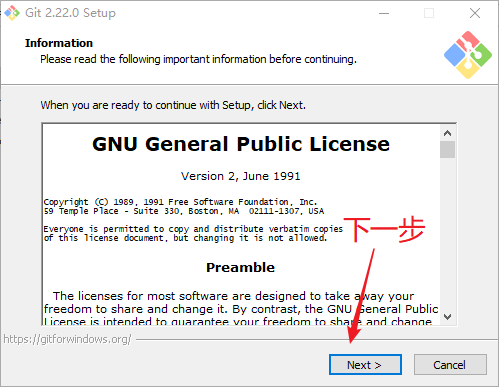 Git 2.22.0 Setup
Information
Please read the following important information before continuing.
When you are ready to continue with Setup, click Next.
GNU General Public License
Version 2, June 1991
Copyright (C) 1989, 1991 Free Software Foundation, Inc.
59 Temple Place - Suite 330, Boston, MA  02111-1307, USA
Everyone is permitted to copy and distribute verbatim copies
of this license document, but changing it is not allowed.
下一步
Preamble
The licenses for most software are designed to take away your
freedom to share and change it. By contrast, the GNU General Public
License is intended to guarantee your freedom to share and change
https://gitforwindows.org/
Next >
Cancel